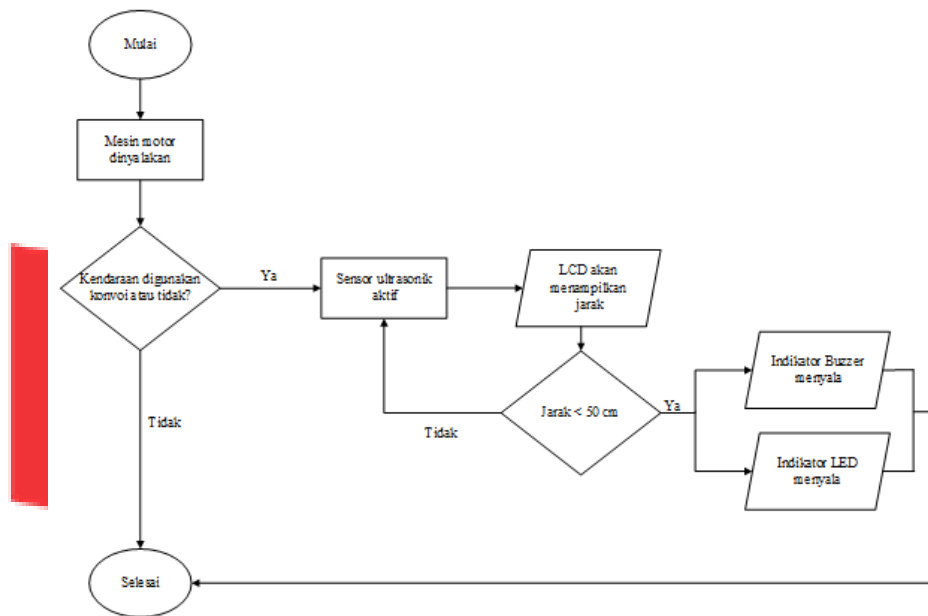 Mulai
Mesin motor
dinyalakan
Kendaraan digunakan
konvoi atau tidak?
Ya
Sensor ultrasonik
aktif
LCD akan
menampilkan
jarak
Jarak < 50 cm
Tidak
Ya
Indikator Buzzer
menyala
Indikator LED
menyala
Tidak
Selesai